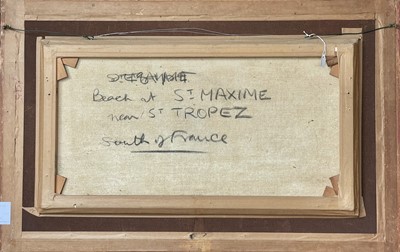 Beach at ST MAXIME
near ST TROPEZ
South of France